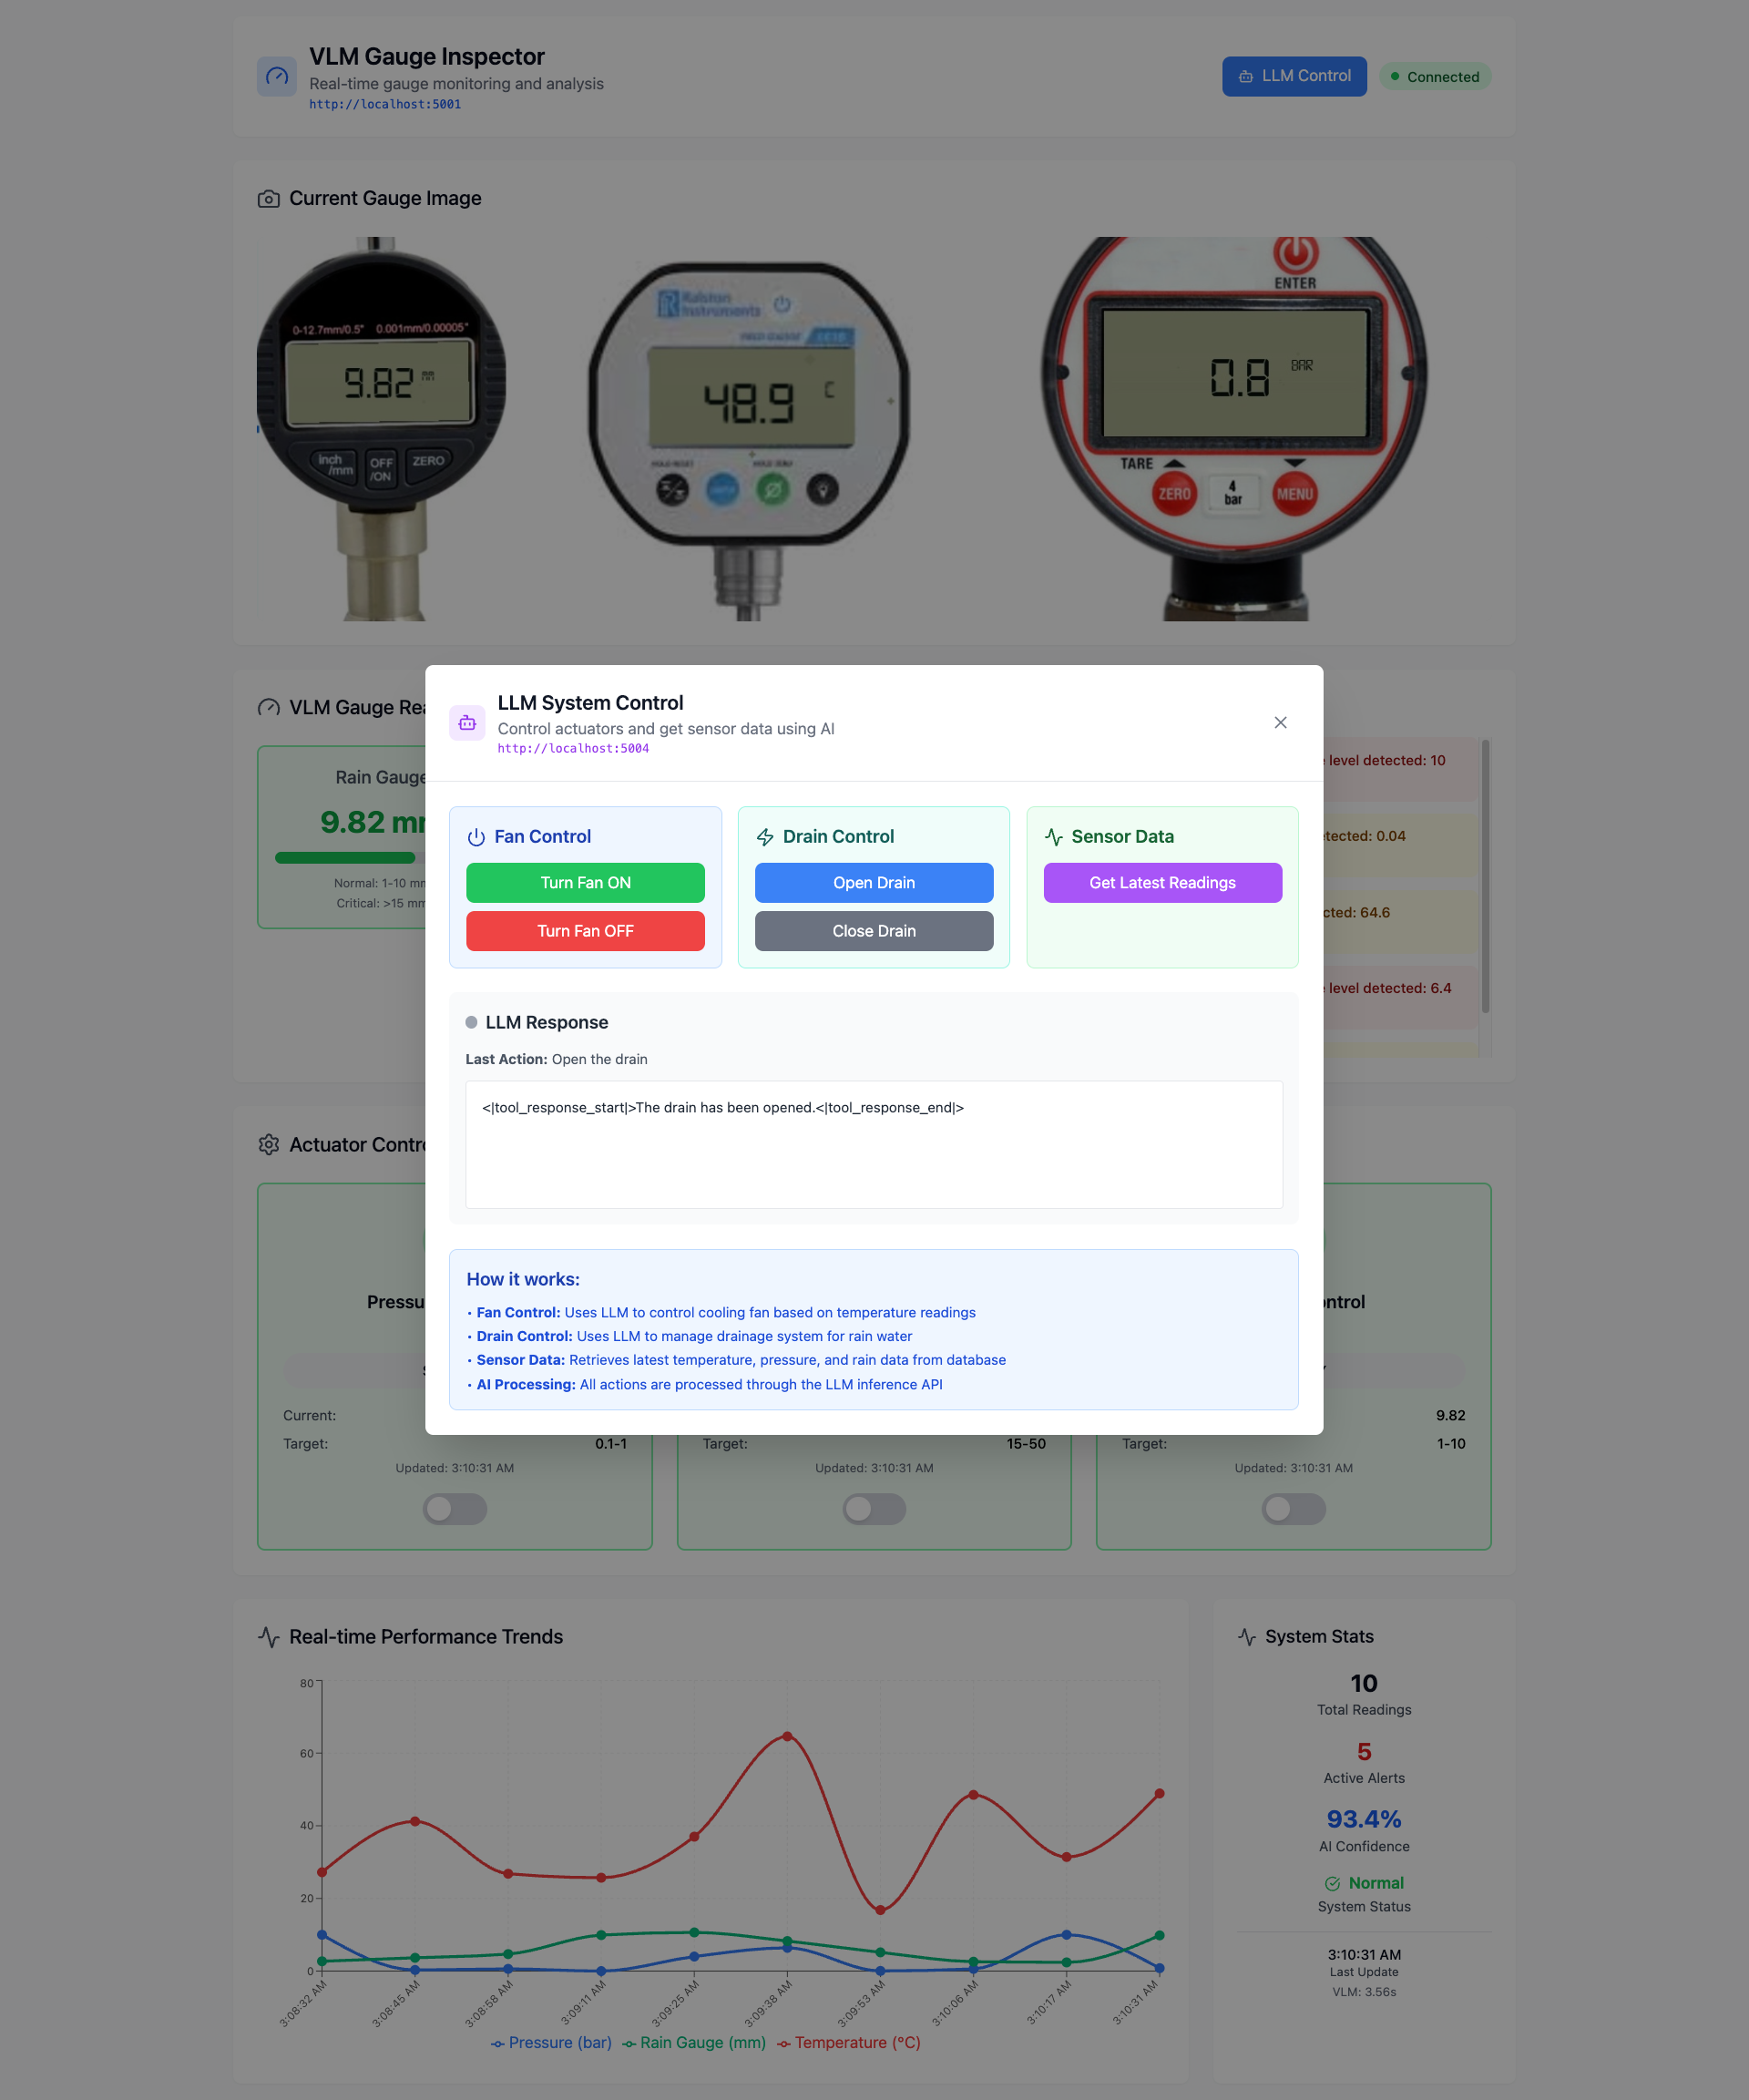 VLM Gauge Inspector
Real-time gauge monitoring and analysis
http://localhost:5001
LLM Control
Connected
Current Gauge Image
0-12.7mm/0.5" 0.001mm/0.00005"
9.82 mm
inch/mm
OFF/ON
ZERO
Ralston Instruments
48.9 C
ENTER
0.8 BAR
TARE
ZERO
4 bar
MENU
VLM Gauge Rea
Rain Gauge
9.82 m
Normal: 1-10 mm
Critical: >15 mm
level detected: 10
etected: 0.04
cted: 64.6
level detected: 6.4
LLM System Control
Control actuators and get sensor data using AI
http://localhost:5004
Fan Control
Turn Fan ON
Turn Fan OFF
Drain Control
Open Drain
Close Drain
Sensor Data
Get Latest Readings
LLM Response
Last Action: Open the drain
<|tool_response_start|>The drain has been opened.<|tool_response_end|>
How it works:
• Fan Control: Uses LLM to control cooling fan based on temperature readings
• Drain Control: Uses LLM to manage drainage system for rain water
• Sensor Data: Retrieves latest temperature, pressure, and rain data from database
• AI Processing: All actions are processed through the LLM inference API
Actuator Contro
Pressu
ontrol
Current:
9.82
Target: 0.1-1
Target: 15-50
Target: 1-10
Updated: 3:10:31 AM
Updated: 3:10:31 AM
Updated: 3:10:31 AM
Real-time Performance Trends
80
60
40
20
0
3:08:32 AM
3:08:45 AM
3:08:58 AM
3:09:11 AM
3:09:25 AM
3:09:38 AM
3:09:53 AM
3:10:06 AM
3:10:17 AM
3:10:31 AM
Pressure (bar) Rain Gauge (mm) Temperature (°C)
System Stats
10
Total Readings
5
Active Alerts
93.4%
AI Confidence
Normal
System Status
3:10:31 AM
Last Update
VLM: 3.56s